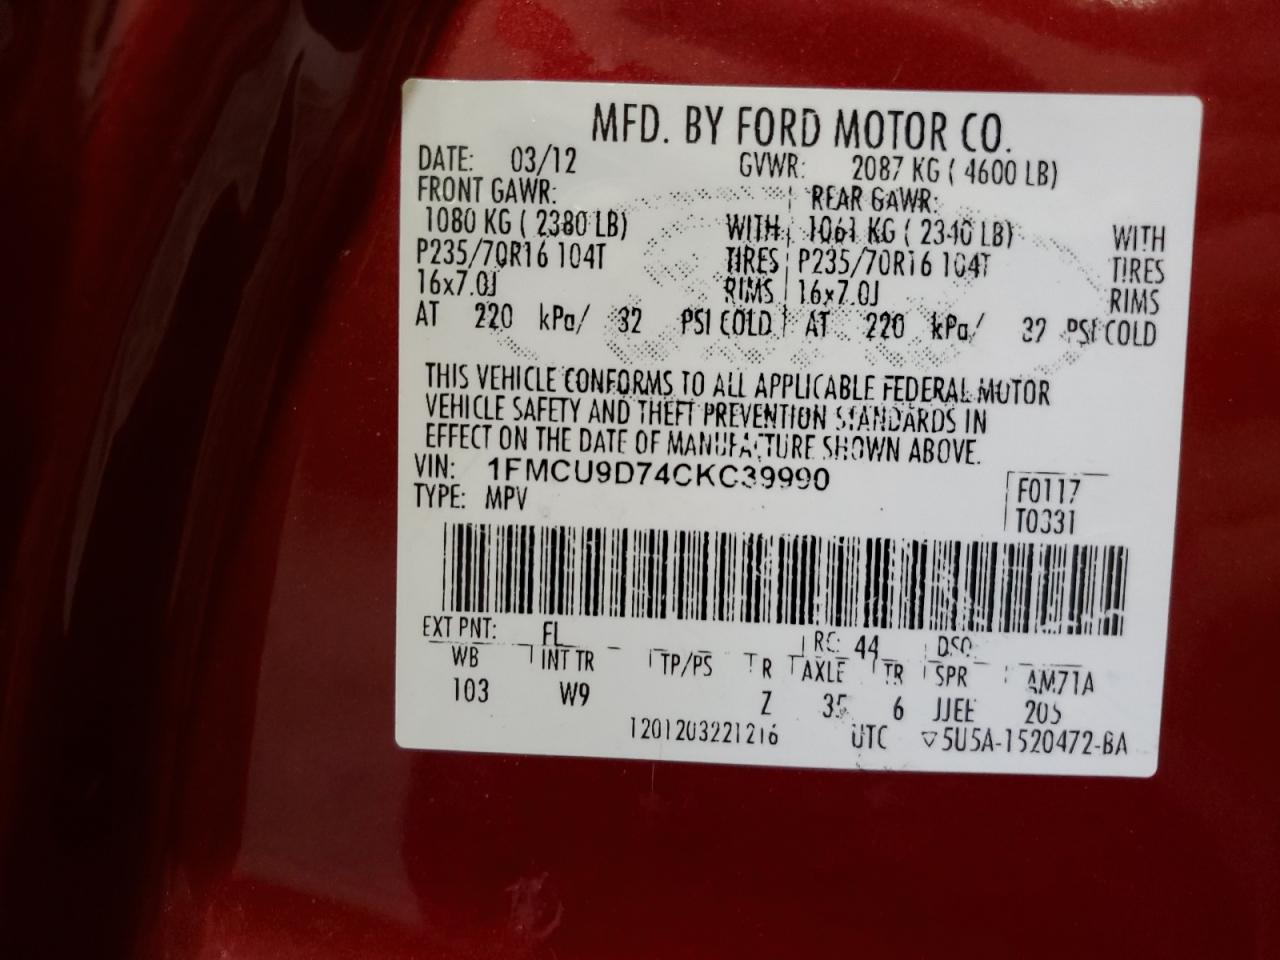 MFD. BY FORD MOTOR CO.
DATE: 03/12 GVWR: 2087 KG ( 4600 LB)
FRONT GAWR: REAR GAWR:
1080 KG ( 2380 LB) WITH 1061 KG ( 2340 LB) WITH
P235/70R16 104T TIRES P235/70R16 104T TIRES
16x7.0J RIMS 16x7.0J RIMS
AT 220 kPa/ 32 PSI COLD AT 220 kPa/ 32 PSI COLD
THIS VEHICLE CONFORMS TO ALL APPLICABLE FEDERAL MOTOR
VEHICLE SAFETY AND THEFT PREVENTION STANDARDS IN
EFFECT ON THE DATE OF MANUFACTURE SHOWN ABOVE.
VIN: 1FMCU9D74CKC39990
TYPE: MPV F0117
T0331
EXT PNT: FL RC: 44 DSO:
WB INT TR TP/PS R AXLE TR SPR AM71A
103 W9 Z 35 6 JJEE 205
1201203221216 UTC ▽5U5A-1520472-BA